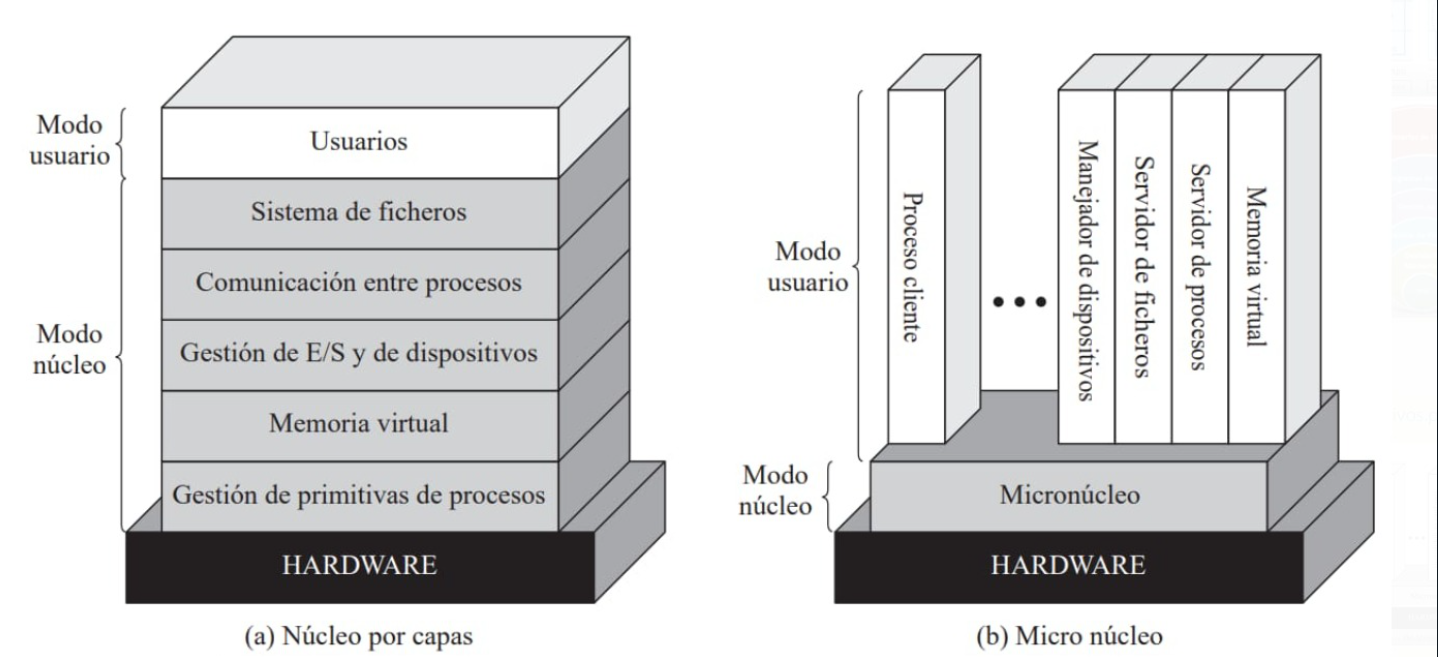 Modo
usuario
Usuarios
Sistema de ficheros
Comunicación entre procesos
Modo
núcleo
Gestión de E/S y de dispositivos
Memoria virtual
Gestión de primitivas de procesos
HARDWARE
(a) Núcleo por capas
Modo
usuario
Proceso cliente
Manejador de dispositivos
Servidor de ficheros
Servidor de procesos
Memoria virtual
Modo
núcleo
Micronúcleo
HARDWARE
(b) Micro núcleo